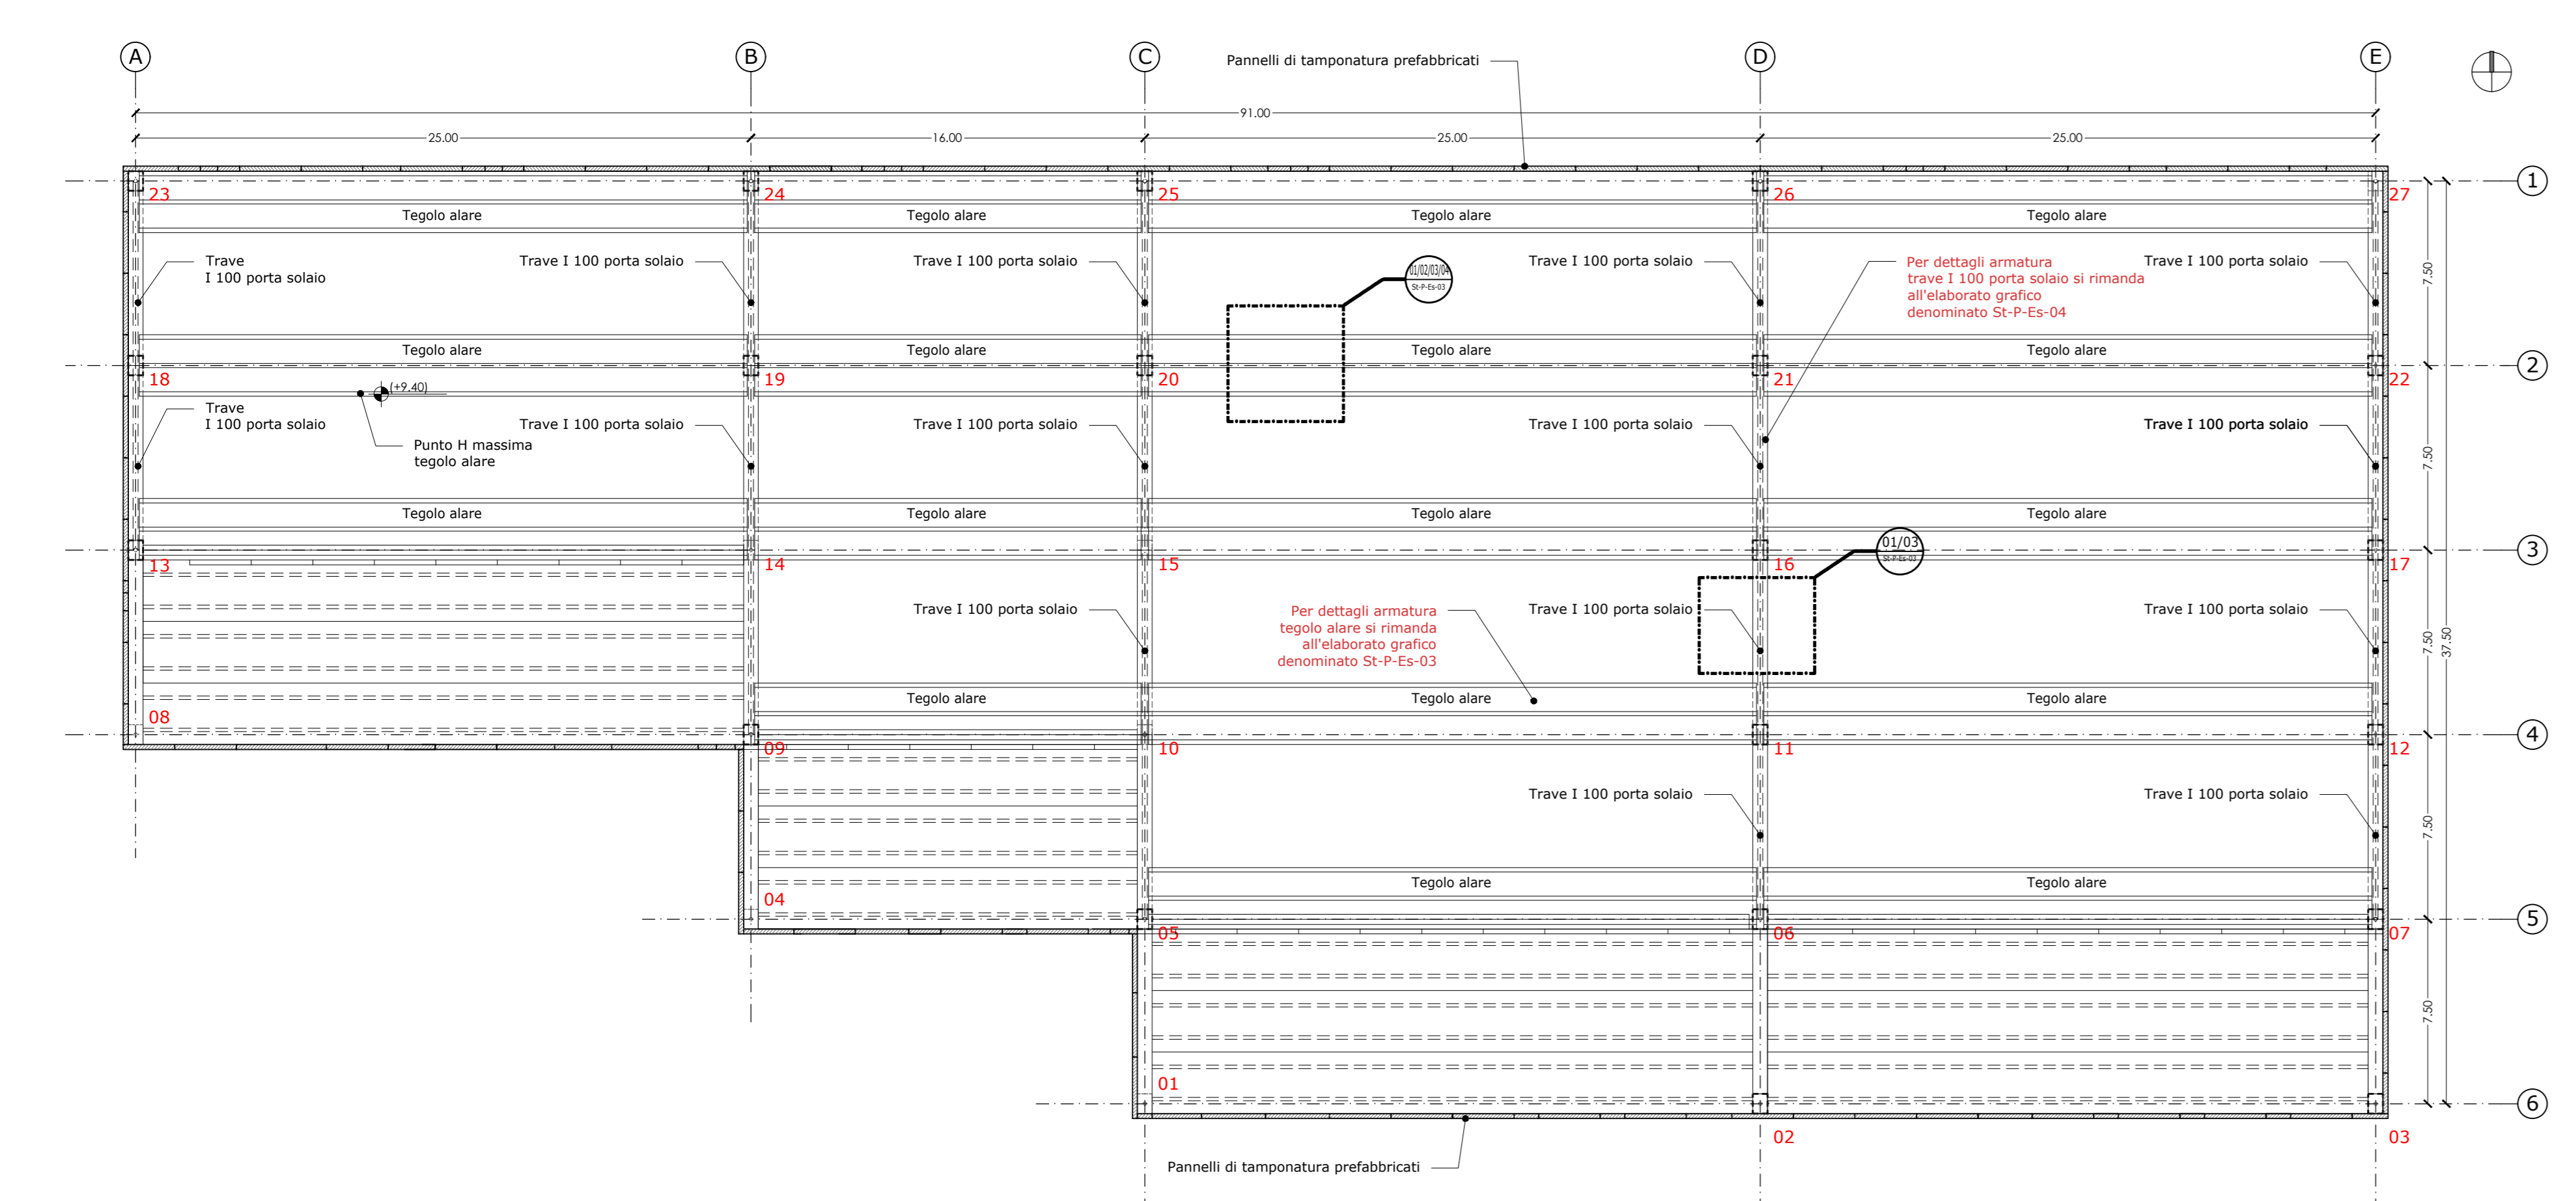 A
B
C
D
E
Pannelli di tamponatura prefabbricati
91.00
25.00
16.00
25.00
25.00
1
23
24
25
26
27
Tegolo alare
Tegolo alare
Tegolo alare
Tegolo alare
Trave
I 100 porta solaio
Trave I 100 porta solaio
Trave I 100 porta solaio
01/02/03/04
St-P-Es-03
Trave I 100 porta solaio
Per dettagli armatura
trave I 100 porta solaio si rimanda
all'elaborato grafico
denominato St-P-Es-04
Trave I 100 porta solaio
7.50
Tegolo alare
Tegolo alare
Tegolo alare
Tegolo alare
2
18
(+9.40)
19
20
21
22
Trave
I 100 porta solaio
Punto H massima
tegolo alare
Trave I 100 porta solaio
Trave I 100 porta solaio
Trave I 100 porta solaio
Trave I 100 porta solaio
7.50
Tegolo alare
Tegolo alare
Tegolo alare
Tegolo alare
01/03
St-P-Es-03
3
13
14
15
16
17
Trave I 100 porta solaio
Per dettagli armatura
tegolo alare si rimanda
all'elaborato grafico
denominato St-P-Es-03
Trave I 100 porta solaio
Trave I 100 porta solaio
7.50
37.50
Tegolo alare
Tegolo alare
Tegolo alare
08
4
09
10
11
12
Trave I 100 porta solaio
Trave I 100 porta solaio
7.50
Tegolo alare
Tegolo alare
04
5
05
06
07
7.50
01
6
02
03
Pannelli di tamponatura prefabbricati